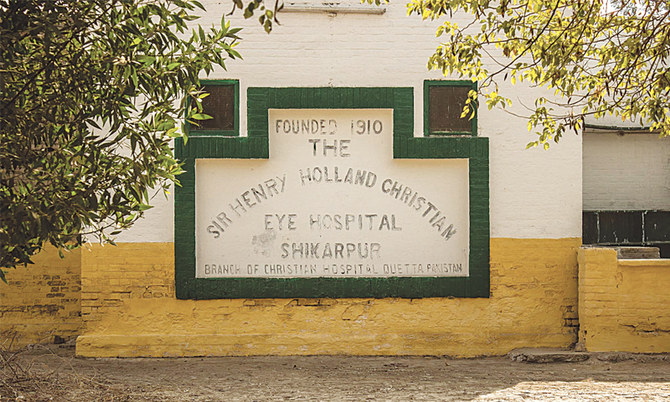 FOUNDED 1910
THE
SIR HENRY HOLLAND CHRISTIAN
EYE HOSPITAL
SHIKARPUR
BRANCH OF CHRISTIAN HOSPITAL QUETTA PAKISTAN